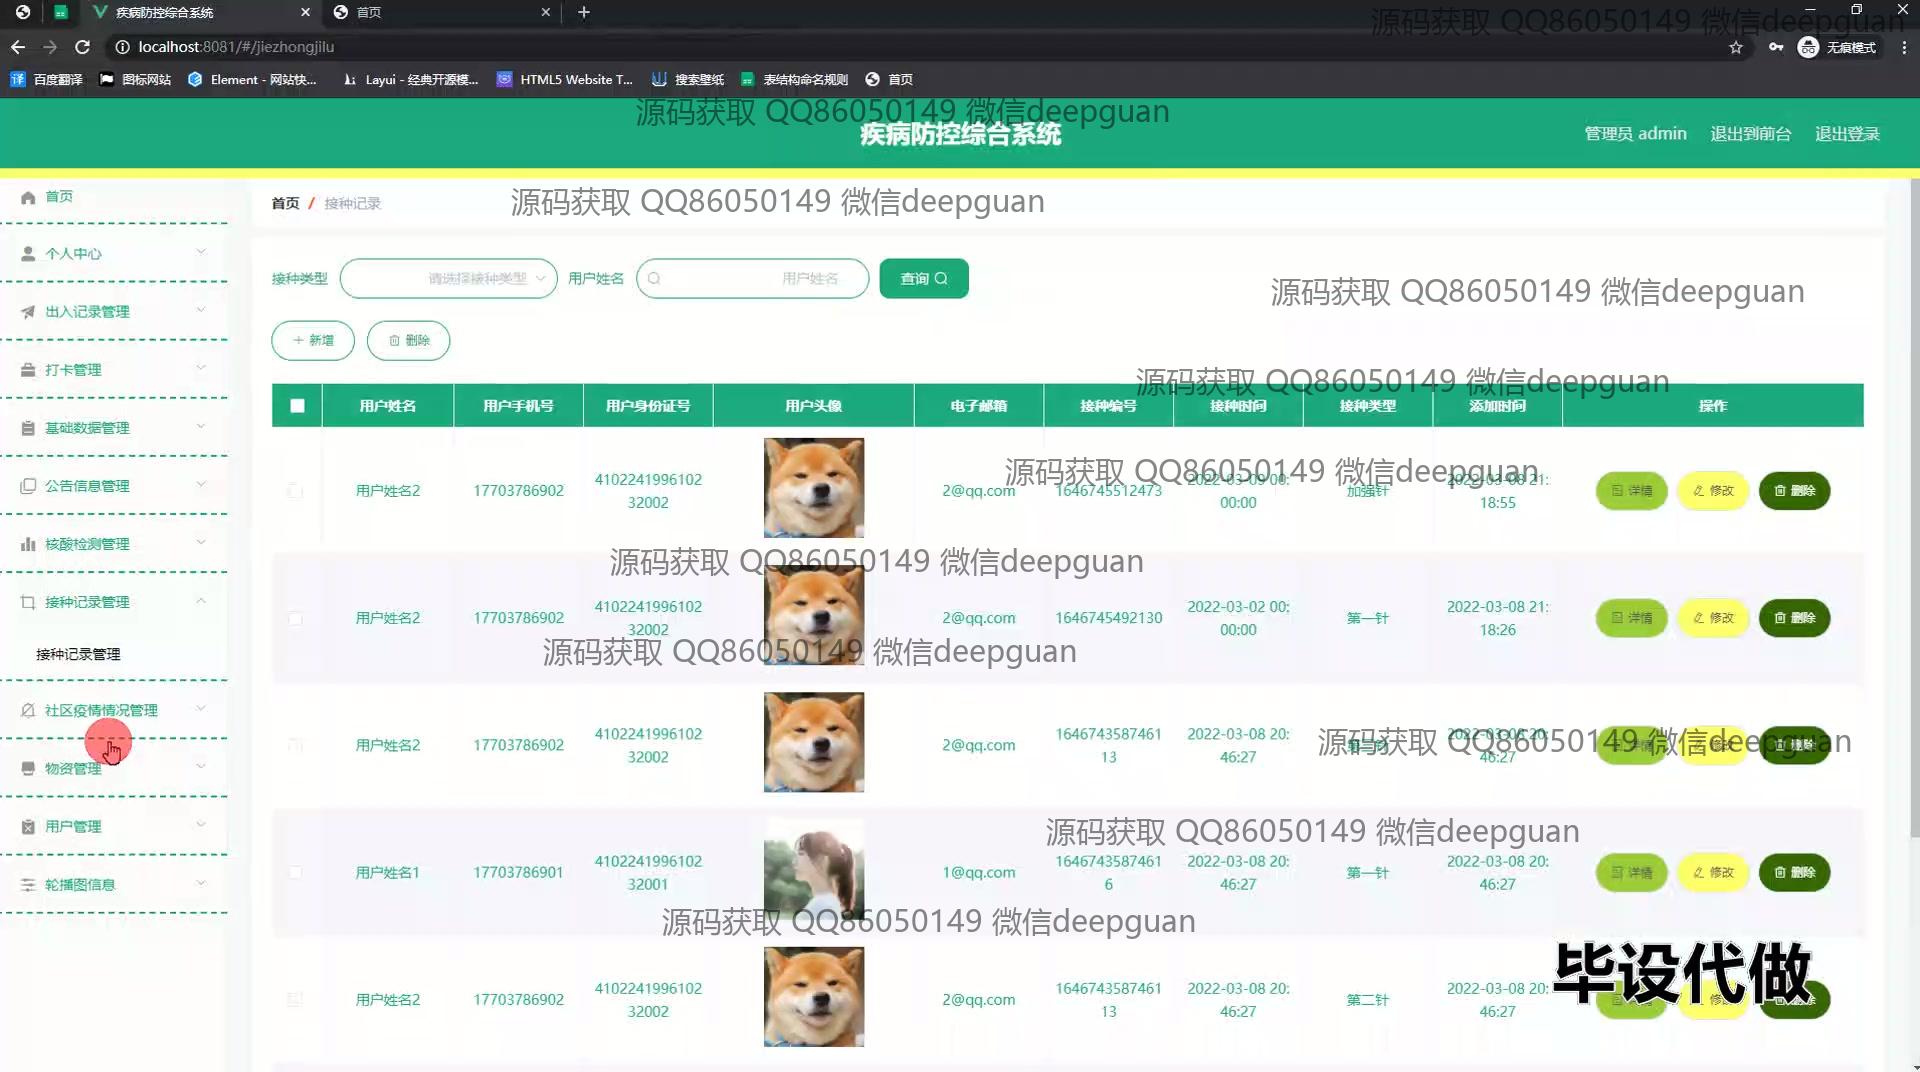 疾病防控综合系统
首页
localhost:8081/#/jiezhongjilu
无痕模式
百度翻译
图标网站
Element - 网站快...
Layui - 经典开源模...
HTML5 Website T...
搜索壁纸
表结构命名规则
首页
源码获取 QQ86050149 微信deepguan
源码获取 QQ86050149 微信deepguan
疾病防控综合系统
管理员 admin
退出到前台
退出登录
首页
个人中心
出入记录管理
打卡管理
基础数据管理
公告信息管理
核酸检测管理
接种记录管理
接种记录管理
社区疫情情况管理
物资管理
用户管理
轮播图信息
首页 / 接种记录
源码获取 QQ86050149 微信deepguan
接种类型 请选择接种类型 用户姓名 用户姓名 查询
源码获取 QQ86050149 微信deepguan
新增 删除
源码获取 QQ86050149 微信deepguan
用户姓名 用户手机号 用户身份证号 用户头像 电子邮箱 接种编号 接种时间 接种类型 添加时间 操作
源码获取 QQ86050149 微信deepguan
用户姓名2 17703786902 4102241996102
32002
2@qq.com 1646745512473 2022-03-09 00:
00:00
加强针 2022-03-08 21:
18:55
详情 修改 删除
源码获取 QQ86050149 微信deepguan
用户姓名2 17703786902 4102241996102
32002
2@qq.com 1646745492130 2022-03-02 00:
00:00
第一针 2022-03-08 21:
18:26
详情 修改 删除
源码获取 QQ86050149 微信deepguan
用户姓名2 17703786902 4102241996102
32002
2@qq.com 1646743587461
13
2022-03-08 20:
46:27
2022-03-08 20:
46:27
删除
源码获取 QQ86050149 微信deepguan
源码获取 QQ86050149 微信deepguan
用户姓名1 17703786901 4102241996102
32001
1@qq.com 1646743587461
6
2022-03-08 20:
46:27
第一针 2022-03-08 20:
46:27
详情 修改 删除
源码获取 QQ86050149 微信deepguan
用户姓名2 17703786902 4102241996102
32002
2@qq.com 1646743587461
13
2022-03-08 20:
46:27
第二针 2022-03-08 20:
46:27
毕设代做